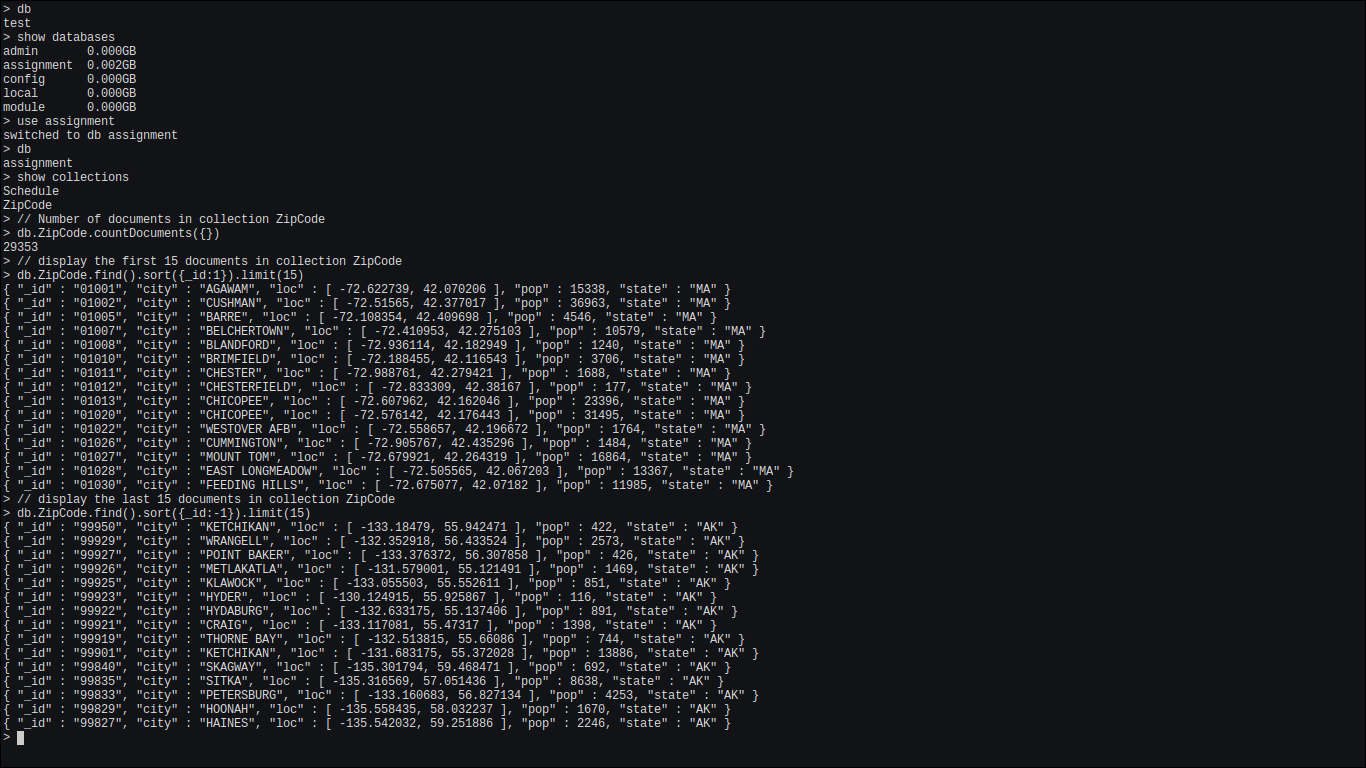 > db
test
> show databases
admin       0.000GB
assignment  0.002GB
config      0.000GB
local       0.000GB
module      0.000GB
> use assignment
switched to db assignment
> db
assignment
> show collections
Schedule
ZipCode
> // Number of documents in collection ZipCode
> db.ZipCode.countDocuments({})
29353
> // display the first 15 documents in collection ZipCode
> db.ZipCode.find().sort({_id:1}).limit(15)
{ "_id" : "01001", "city" : "AGAWAM", "loc" : [ -72.622739, 42.070206 ], "pop" : 15338, "state" : "MA" }
{ "_id" : "01002", "city" : "CUSHMAN", "loc" : [ -72.51565, 42.377017 ], "pop" : 36963, "state" : "MA" }
{ "_id" : "01005", "city" : "BARRE", "loc" : [ -72.108354, 42.409698 ], "pop" : 4546, "state" : "MA" }
{ "_id" : "01007", "city" : "BELCHERTOWN", "loc" : [ -72.410953, 42.275103 ], "pop" : 10579, "state" : "MA" }
{ "_id" : "01008", "city" : "BLANDFORD", "loc" : [ -72.936114, 42.182949 ], "pop" : 1240, "state" : "MA" }
{ "_id" : "01010", "city" : "BRIMFIELD", "loc" : [ -72.188455, 42.116543 ], "pop" : 3706, "state" : "MA" }
{ "_id" : "01011", "city" : "CHESTER", "loc" : [ -72.988761, 42.279421 ], "pop" : 1688, "state" : "MA" }
{ "_id" : "01012", "city" : "CHESTERFIELD", "loc" : [ -72.833309, 42.38167 ], "pop" : 177, "state" : "MA" }
{ "_id" : "01013", "city" : "CHICOPEE", "loc" : [ -72.607962, 42.162046 ], "pop" : 23396, "state" : "MA" }
{ "_id" : "01020", "city" : "CHICOPEE", "loc" : [ -72.576142, 42.176443 ], "pop" : 31495, "state" : "MA" }
{ "_id" : "01022", "city" : "WESTOVER AFB", "loc" : [ -72.558657, 42.196672 ], "pop" : 1764, "state" : "MA" }
{ "_id" : "01026", "city" : "CUMMINGTON", "loc" : [ -72.905767, 42.435296 ], "pop" : 1484, "state" : "MA" }
{ "_id" : "01027", "city" : "MOUNT TOM", "loc" : [ -72.679921, 42.264319 ], "pop" : 16864, "state" : "MA" }
{ "_id" : "01028", "city" : "EAST LONGMEADOW", "loc" : [ -72.505565, 42.067203 ], "pop" : 13367, "state" : "MA" }
{ "_id" : "01030", "city" : "FEEDING HILLS", "loc" : [ -72.675077, 42.07182 ], "pop" : 11985, "state" : "MA" }
> // display the last 15 documents in collection ZipCode
> db.ZipCode.find().sort({_id:-1}).limit(15)
{ "_id" : "99950", "city" : "KETCHIKAN", "loc" : [ -133.18479, 55.942471 ], "pop" : 422, "state" : "AK" }
{ "_id" : "99929", "city" : "WRANGELL", "loc" : [ -132.352918, 56.433524 ], "pop" : 2573, "state" : "AK" }
{ "_id" : "99927", "city" : "POINT BAKER", "loc" : [ -133.376372, 56.307858 ], "pop" : 426, "state" : "AK" }
{ "_id" : "99926", "city" : "METLAKATLA", "loc" : [ -131.579001, 55.121491 ], "pop" : 1469, "state" : "AK" }
{ "_id" : "99925", "city" : "KLAWOCK", "loc" : [ -133.055503, 55.552611 ], "pop" : 851, "state" : "AK" }
{ "_id" : "99923", "city" : "HYDER", "loc" : [ -130.124915, 55.925867 ], "pop" : 116, "state" : "AK" }
{ "_id" : "99922", "city" : "HYDABURG", "loc" : [ -132.633175, 55.137406 ], "pop" : 891, "state" : "AK" }
{ "_id" : "99921", "city" : "CRAIG", "loc" : [ -133.117081, 55.47317 ], "pop" : 1398, "state" : "AK" }
{ "_id" : "99919", "city" : "THORNE BAY", "loc" : [ -132.513815, 55.66086 ], "pop" : 744, "state" : "AK" }
{ "_id" : "99901", "city" : "KETCHIKAN", "loc" : [ -131.683175, 55.372028 ], "pop" : 13886, "state" : "AK" }
{ "_id" : "99840", "city" : "SKAGWAY", "loc" : [ -135.301794, 59.468471 ], "pop" : 692, "state" : "AK" }
{ "_id" : "99835", "city" : "SITKA", "loc" : [ -135.316569, 57.051436 ], "pop" : 8638, "state" : "AK" }
{ "_id" : "99833", "city" : "PETERSBURG", "loc" : [ -133.160683, 56.827134 ], "pop" : 4253, "state" : "AK" }
{ "_id" : "99829", "city" : "HOONAH", "loc" : [ -135.558435, 58.032237 ], "pop" : 1670, "state" : "AK" }
{ "_id" : "99827", "city" : "HAINES", "loc" : [ -135.542032, 59.251886 ], "pop" : 2246, "state" : "AK" }
>